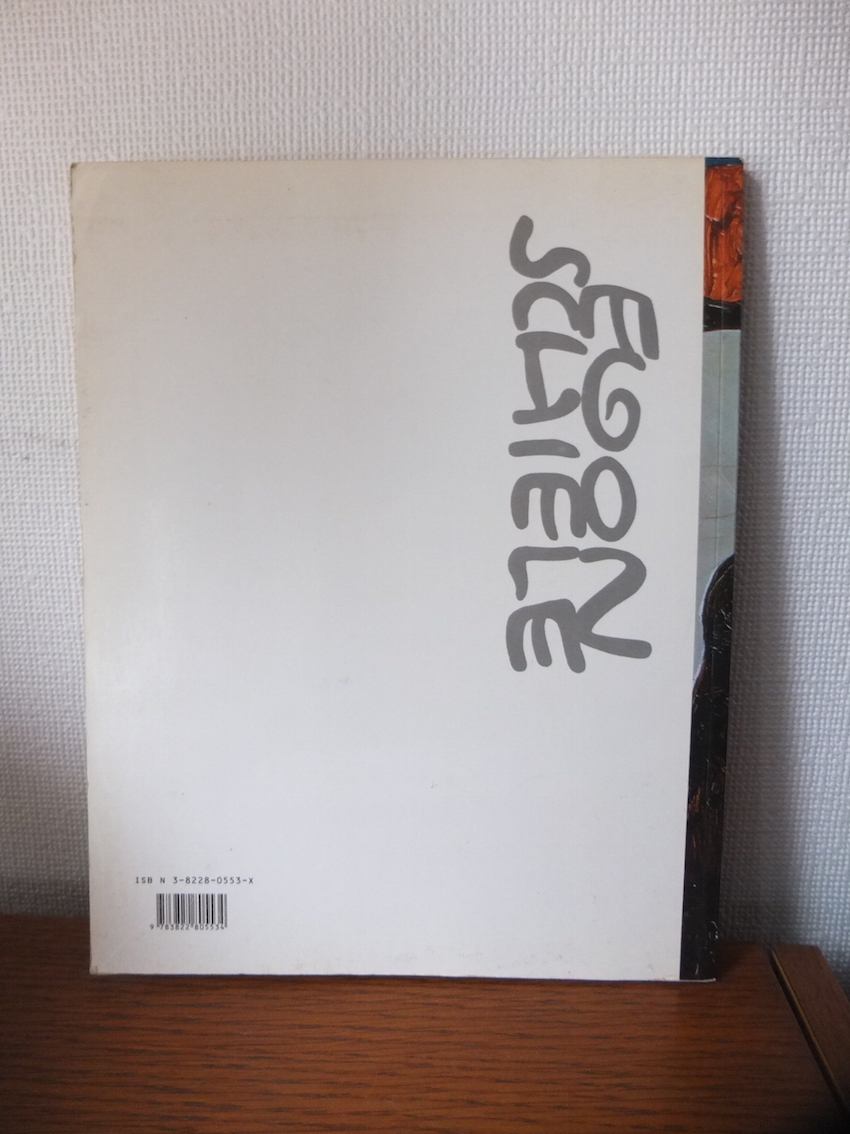 EGON
SCHIELE
ISB N 3-8228-0553-X
9 783822 805534